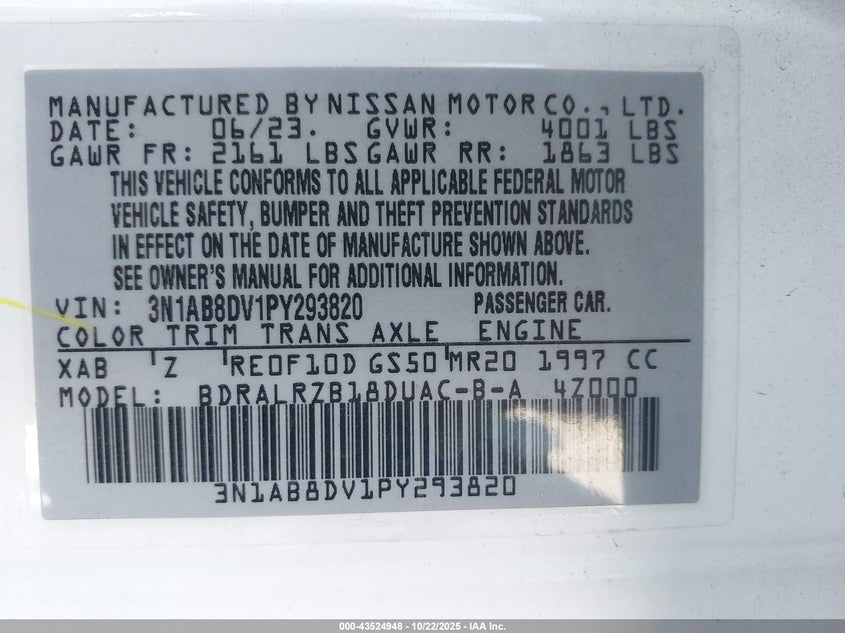 MANUFACTURED BY NISSAN MOTOR CO., LTD.
DATE: 06/23. GVWR: 4001 LBS
GAWR FR: 2161 LBS GAWR RR: 1863 LBS
THIS VEHICLE CONFORMS TO ALL APPLICABLE FEDERAL MOTOR
VEHICLE SAFETY, BUMPER AND THEFT PREVENTION STANDARDS
IN EFFECT ON THE DATE OF MANUFACTURE SHOWN ABOVE.
SEE OWNER'S MANUAL FOR ADDITIONAL INFORMATION.
VIN: 3N1AB8DV1PY293820 PASSENGER CAR.
COLOR TRIM TRANS AXLE ENGINE
XAB Z RE0F10D GS50 MR20 1997 CC
MODEL: BDRALRZB18DUAC-B-A 4Z000
3N1AB8DV1PY293820
000-43524948 - 10/22/2025 - IAA Inc.